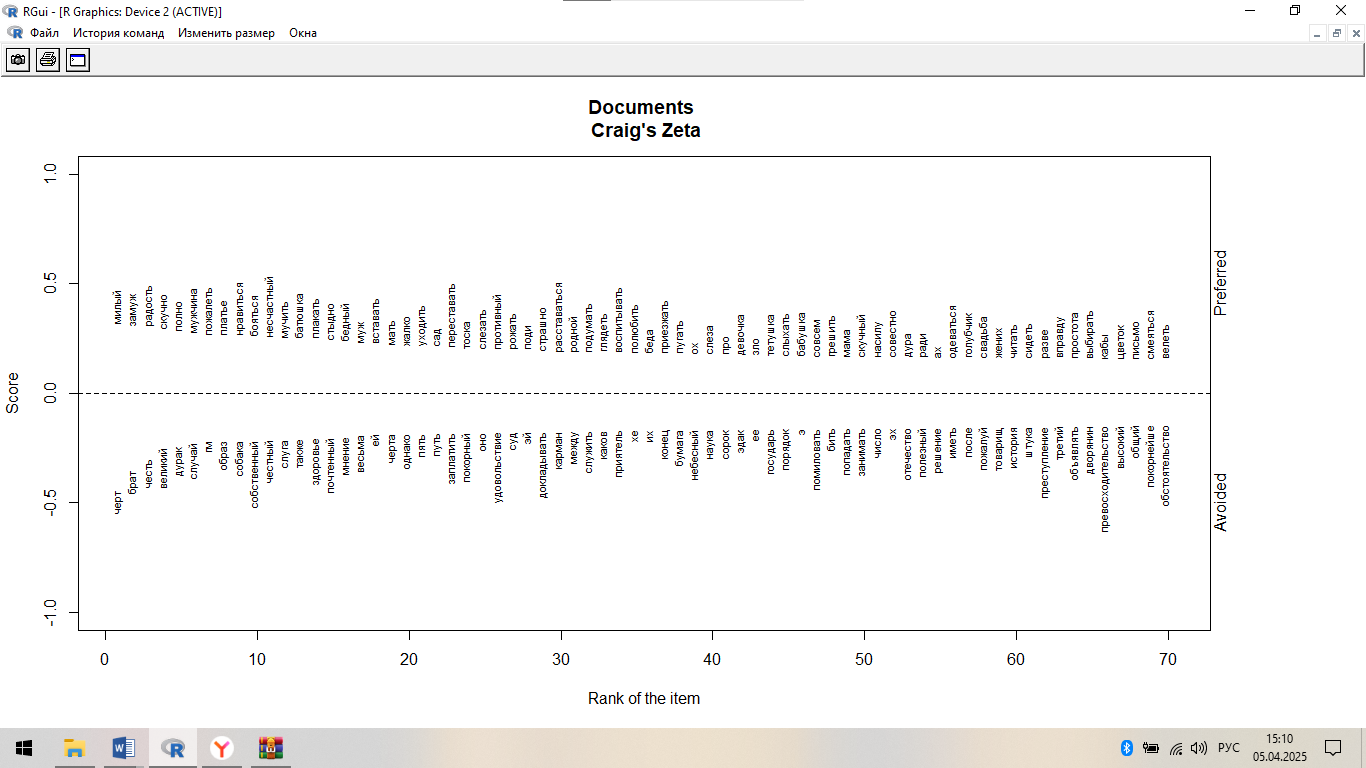 RGui - [R Graphics: Device 2 (ACTIVE)]
Файл История команд Изменить размер Окна
Documents
Craig's Zeta
Score
1.0
0.5
0.0
-0.5
-1.0
Preferred
Avoided
милый
замуж
радость
скучно
полно
мужчина
пожалеть
платье
нравиться
бояться
несчастный
мучить
батюшка
плакать
стыдно
бедный
муж
вставать
мать
жалко
уходить
сад
переставать
тоска
слезать
противный
рожать
поди
страшно
расставаться
родной
подумать
глядеть
воспитывать
полюбить
беда
приезжать
пугать
ох
слеза
про
девочка
зло
тетушка
слыхать
бабушка
совсем
грешить
мама
скучный
насилу
совестно
дура
ради
ах
одеваться
голубчик
свадьба
жених
читать
сидеть
разве
вправду
простота
выбирать
кабы
цветок
письмо
смеяться
велеть
черт
брат
честь
великий
дурак
случай
гм
образ
собака
собственный
честный
слуга
также
здоровье
почтенный
мнение
весьма
ей
черта
однако
пять
путь
заплатить
покорный
оно
удовольствие
суд
эй
докладывать
карман
между
служить
каков
приятель
хе
их
конец
бумага
небесный
наука
сорок
эдак
ее
государь
порядок
э
помиловать
бить
попадать
занимать
число
эх
отечество
полезный
решение
иметь
после
пожалуй
товарищ
история
штука
преступление
третий
объявлять
дворянин
превосходительство
высокий
общий
покорнейше
обстоятельство
0 10 20 30 40 50 60 70
Rank of the item
РУС
15:10
05.04.2025